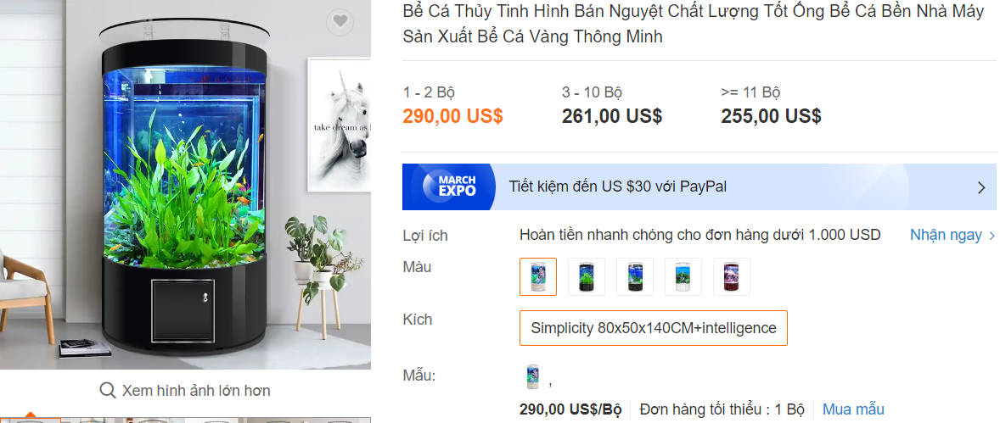 Bể Cá Thủy Tinh Hình Bán Nguyệt Chất Lượng Tốt Ống Bể Cá Bền Nhà Máy
Sản Xuất Bể Cá Vàng Thông Minh
take dream as
1 - 2 Bộ
3 - 10 Bộ
>= 11 Bộ
290,00 US$
261,00 US$
255,00 US$
MARCH
EXPO
Tiết kiệm đến US $30 với PayPal
Lợi ích
Hoàn tiền nhanh chóng cho đơn hàng dưới 1.000 USD
Nhận ngay
Màu
Kích
Simplicity 80x50x140CM+intelligence
Mẫu:
,
290,00 US$/Bộ
Đơn hàng tối thiểu : 1 Bộ
Mua mẫu
Xem hình ảnh lớn hơn